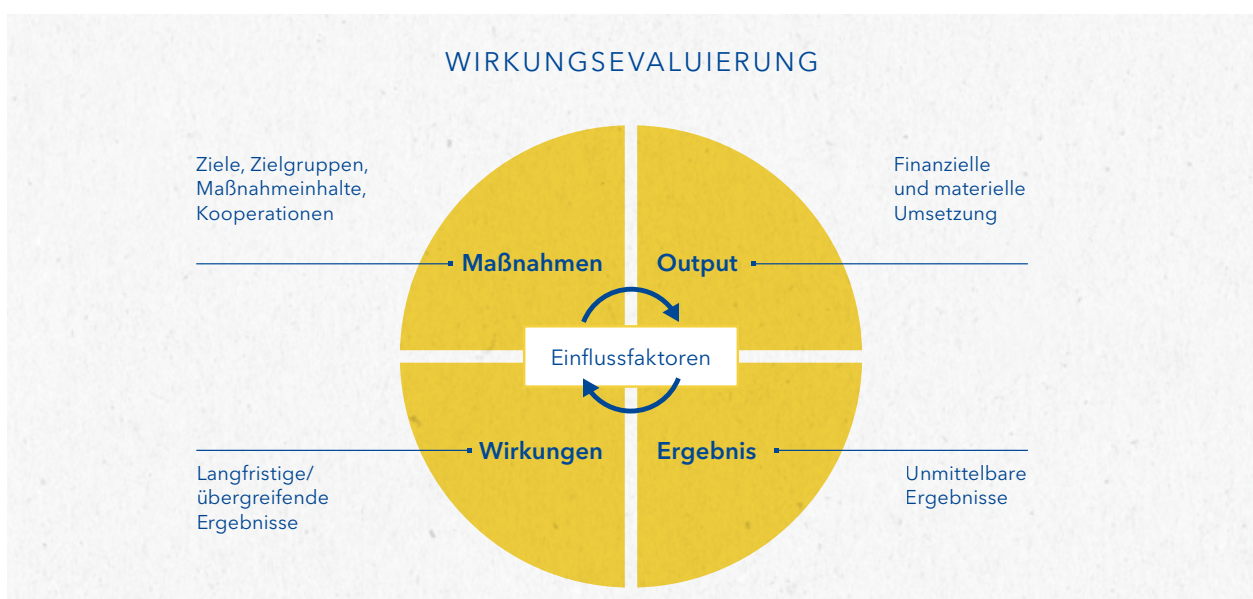 WIRKUNGSEVALUIERUNG
Ziele, Zielgruppen,
Maßnahmeinhalte,
Kooperationen
Finanzielle
und materielle
Umsetzung
Maßnahmen
Output
Einflussfaktoren
Wirkungen
Ergebnis
Langfristige/
übergreifende
Ergebnisse
Unmittelbare
Ergebnisse